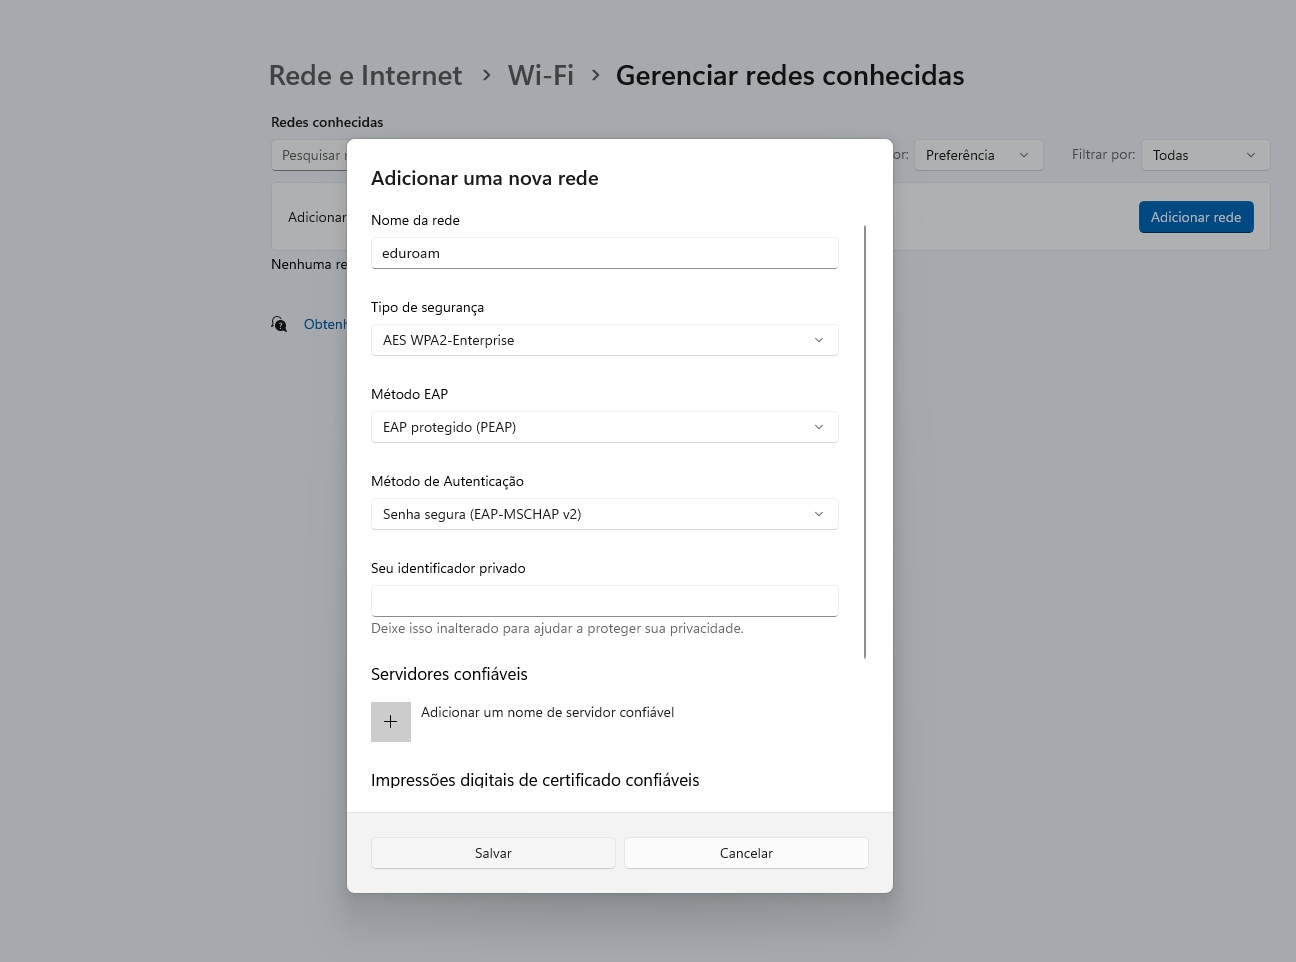 Rede e Internet > Wi-Fi > Gerenciar redes conhecidas
Redes conhecidas
Pesquisar
or: Preferência Filtrar por: Todas
Adicionar
Adicionar rede
Nenhuma re
Obtenh
Adicionar uma nova rede
Nome da rede
eduroam
Tipo de segurança
AES WPA2-Enterprise
Método EAP
EAP protegido (PEAP)
Método de Autenticação
Senha segura (EAP-MSCHAP v2)
Seu identificador privado
Deixe isso inalterado para ajudar a proteger sua privacidade.
Servidores confiáveis
Adicionar um nome de servidor confiável
Impressões digitais de certificado confiáveis
Salvar
Cancelar